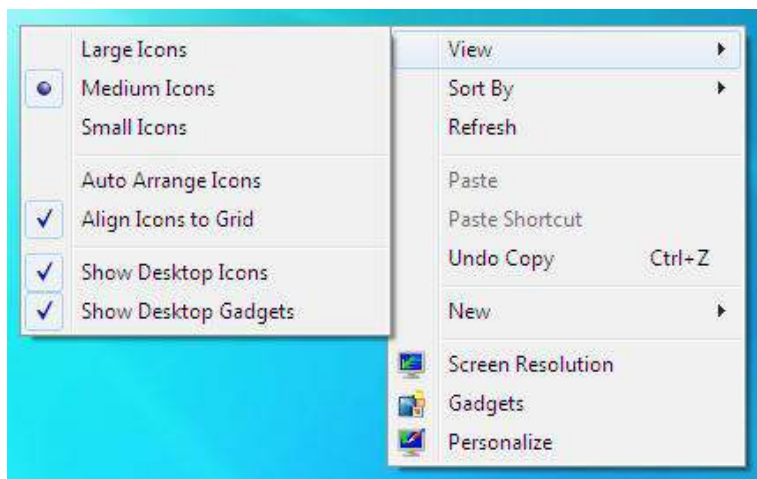 Large Icons
Medium Icons
Small Icons
Auto Arrange Icons
Align Icons to Grid
Show Desktop Icons
Show Desktop Gadgets
View
Sort By
Refresh
Paste
Paste Shortcut
Undo Copy Ctrl+Z
New
Screen Resolution
Gadgets
Personalize